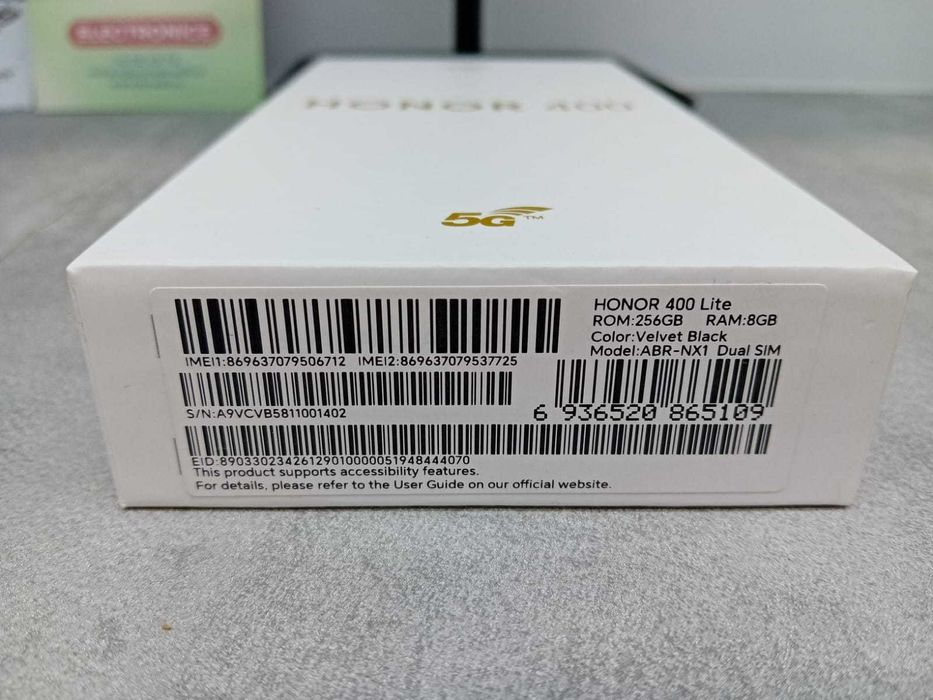 ELECTRONICS
HONOR 400
5G™
HONOR 400 Lite
ROM:256GB RAM:8GB
Color:Velvet Black
Model:ABR-NX1 Dual SIM
IMEI1:869637079506712 IMEI2:869637079537725
S/N:A9VCVB5811001402
6 936520 865109
EID:89033023426129010000051948444070
This product supports accessibility features.
For details, please refer to the User Guide on our official website.